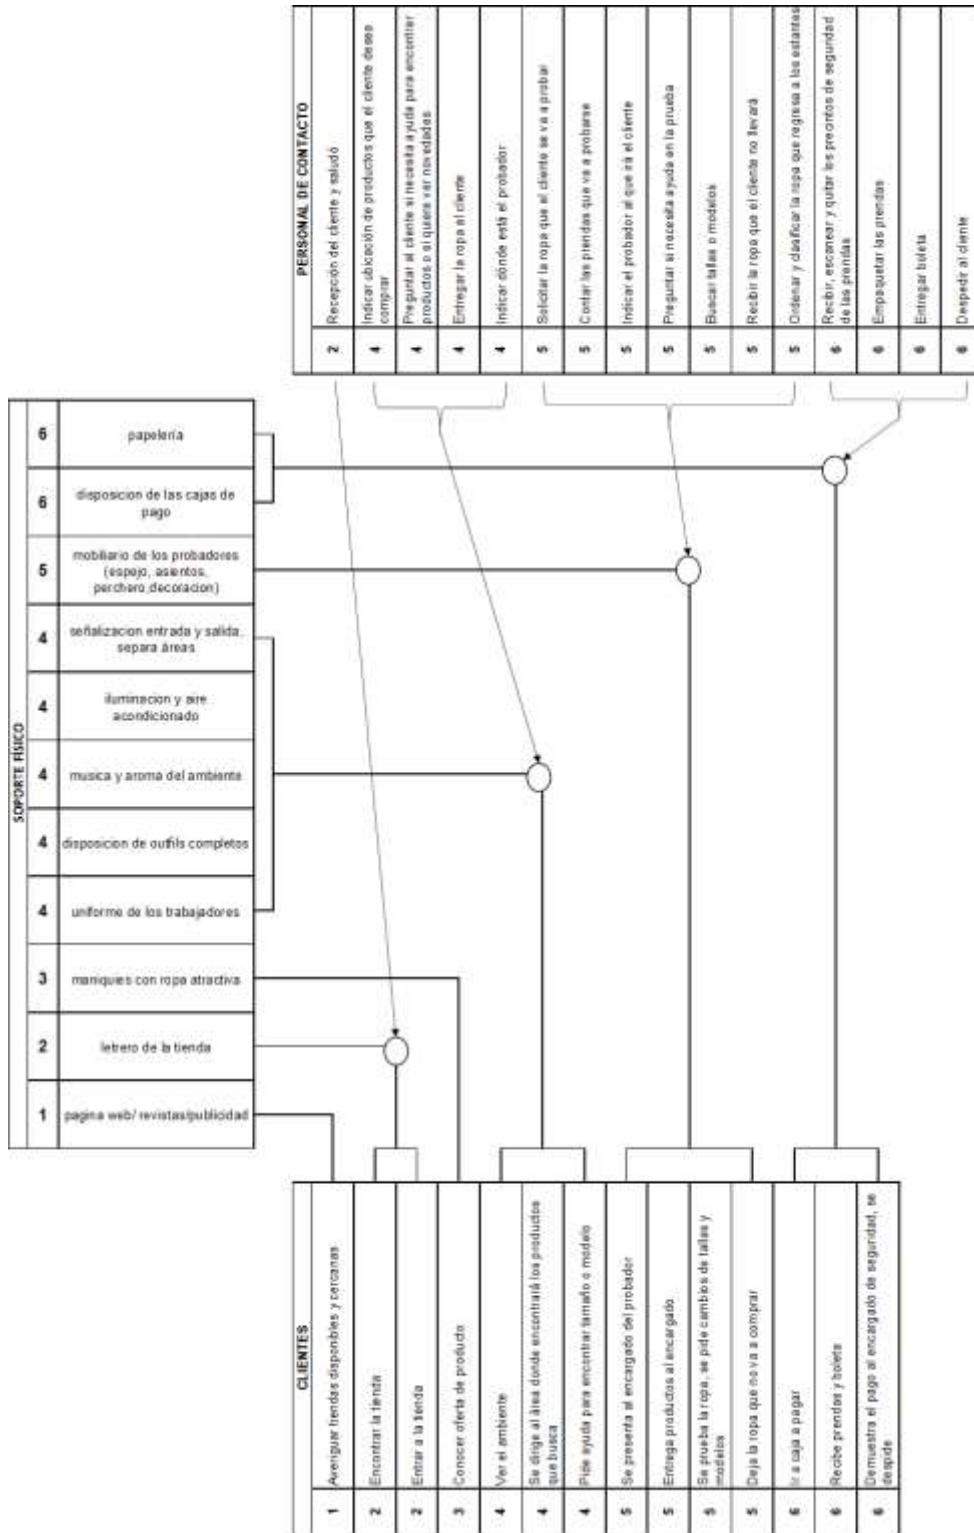 SOPORTE FÍSICO
1
pagina web/ revistas/publicidad
2
letrero de la tienda
3
maniquies con ropa atractiva
4
uniforme de los trabajadores
4
disposicion de outfils completos
4
musica y aroma del ambiente
4
iluminacion y aire
acondicionado
4
señalizacion entrada y salida,
separa áreas
5
mobiliario de los probadores
(espejo, asientos,
perchero,decoracion)
6
disposicion de las cajas de
pago
6
papelería
CLIENTES
1
Averiguar tiendas disponibles y cercanas
2
Encontrar la tienda
2
Entrar a la tienda
3
Conocer oferta de producto
4
Ver el ambiente
4
Se dirige al área donde encontrará los productos
que busca
4
Pide ayuda para encontrar tamaño o modelo
5
Se presenta al encargado del probador
5
Entrega productos al encargado
5
Se prueba la ropa, se pide cambios de tallas y
modelos
5
Deja la ropa que no va a comprar
6
Ir a caja a pagar
6
Recibe prendas y boleta
6
Demuestra el pago al encargado de seguridad, se
despide
PERSONAL DE CONTACTO
2
Recepción del cliente y saludó
4
Indicar ubicación de productos que el cliente desea
comprar
4
Preguntar al cliente si necesita ayuda para encontrar
productos o si quiere ver novedades
4
Entregar la ropa al cliente
4
Indicar dónde está el probador
5
Solicitar la ropa que el cliente se va a probar
5
Contar las prendas que va a probarse
5
Indicar el probador al que irá el cliente
5
Preguntar si necesita ayuda en la prueba
5
Buscar tallas o modelos
5
Recibir la ropa que el cliente no llevará
5
Ordenar y clasificar la ropa que regresa a los estantes
6
Recibir, escanear y quitar los precintos de seguridad
de las prendas
6
Empaquetar las prendas
6
Entregar boleta
6
Despedir al cliente